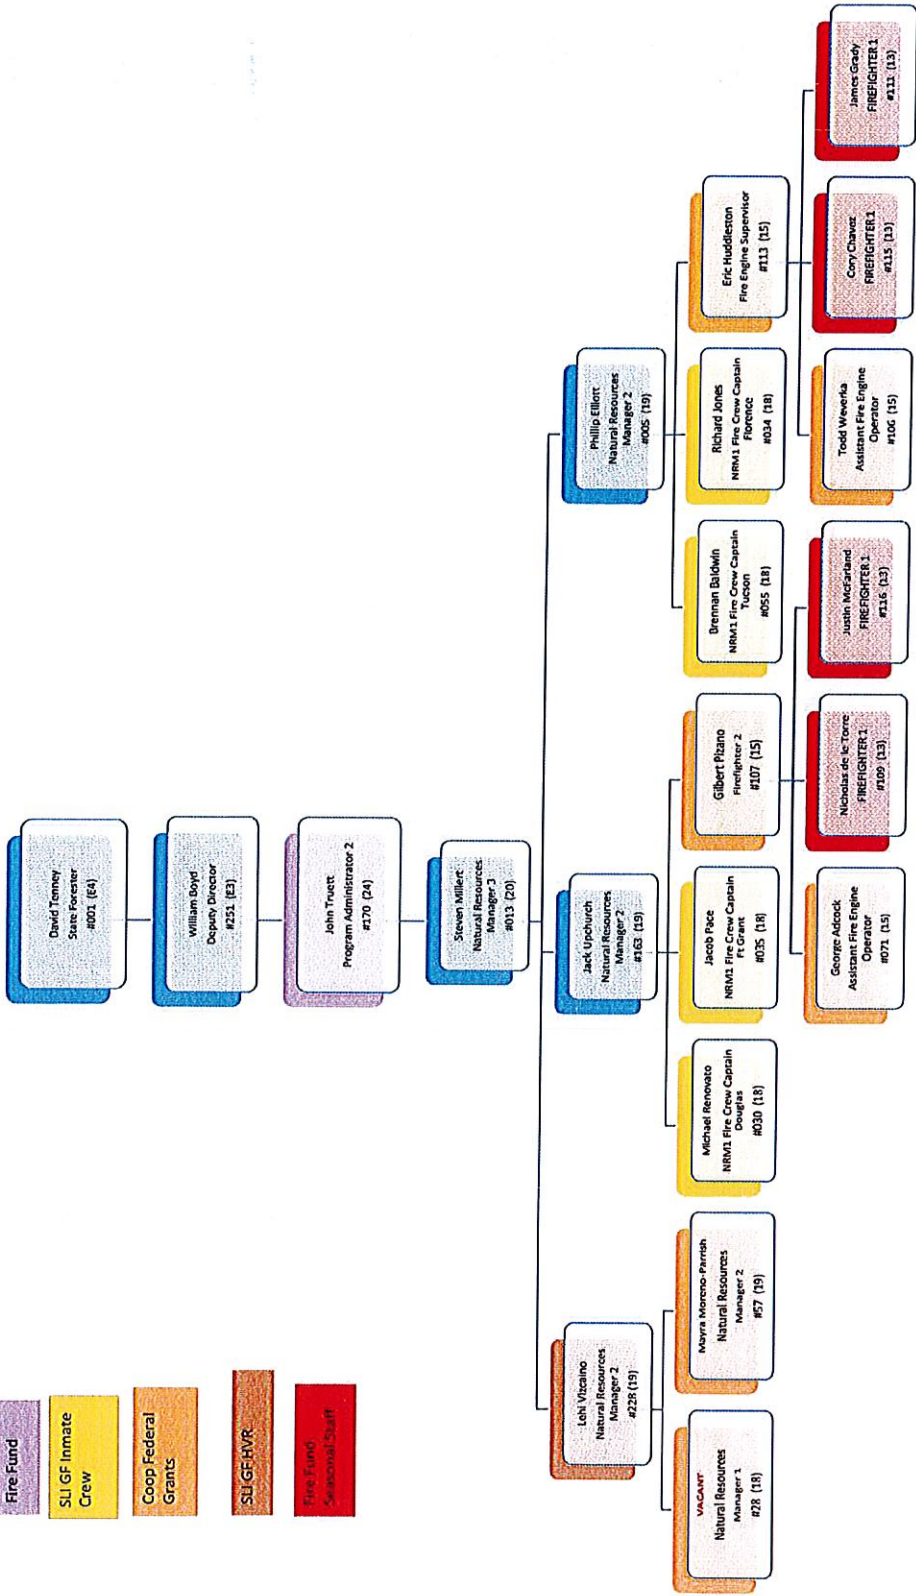 Fire Fund
SLI GF Inmate
Crew
Coop Federal
Grants
SLI GF HVR
Fire Fund
Seasonal Staff
David Tenney
State Forester
#001 (E4)
William Boyd
Deputy Director
#251 (E3)
John Truett
Program Administrator 2
#170 (24)
Steven Millert
Natural Resources
Manager 3
#013 (20)
Lehi Vizcaino
Natural Resources
Manager 2
#228 (19)
Jack Upchurch
Natural Resources
Manager 2
#163 (19)
Phillip Elliott
Natural Resources
Manager 2
#005 (19)
VACANT
Natural Resources
Manager 1
#28 (18)
Mayra Moreno-Parrish
Natural Resources
Manager 2
#57 (19)
Michael Renovato
NRM1 Fire Crew Captain
Douglas
#030 (18)
Jacob Pace
NRM1 Fire Crew Captain
Ft Grant
#035 (18)
Gilbert Pizano
Firefighter 2
#107 (15)
Brennan Baldwin
NRM1 Fire Crew Captain
Tucson
#055 (18)
Richard Jones
NRM1 Fire Crew Captain
Florence
#034 (18)
Eric Huddleston
Fire Engine Supervisor
#113 (15)
George Adcock
Assistant Fire Engine
Operator
#071 (15)
Nicholas de le Torre
FIREFIGHTER 1
#109 (13)
Justin McFarland
FIREFIGHTER 1
#116 (13)
Todd Weverka
Assistant Fire Engine
Operator
#106 (15)
Cory Chavez
FIREFIGHTER 1
#115 (13)
James Grady
FIREFIGHTER 1
#111 (13)